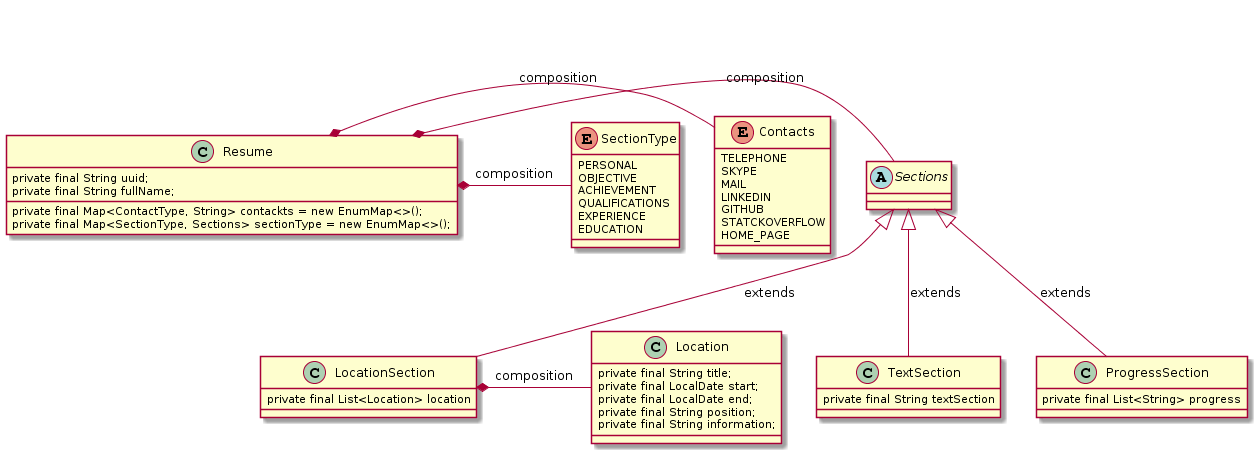 composition
composition
C Resume
private final String uuid;
private final String fullName;
private final Map<ContactType, String> contackts = new EnumMap<>();
private final Map<SectionType, Sections> sectionType = new EnumMap<>();
composition
E SectionType
PERSONAL
OBJECTIVE
ACHIEVEMENT
QUALIFICATIONS
EXPERIENCE
EDUCATION
E Contacts
TELEPHONE
SKYPE
MAIL
LINKEDIN
GITHUB
STATCKOVERFLOW
HOME_PAGE
A Sections
extends
extends
extends
C LocationSection
private final List<Location> location
composition
C Location
private final String title;
private final LocalDate start;
private final LocalDate end;
private final String position;
private final String information;
C TextSection
private final String textSection
C ProgressSection
private final List<String> progress